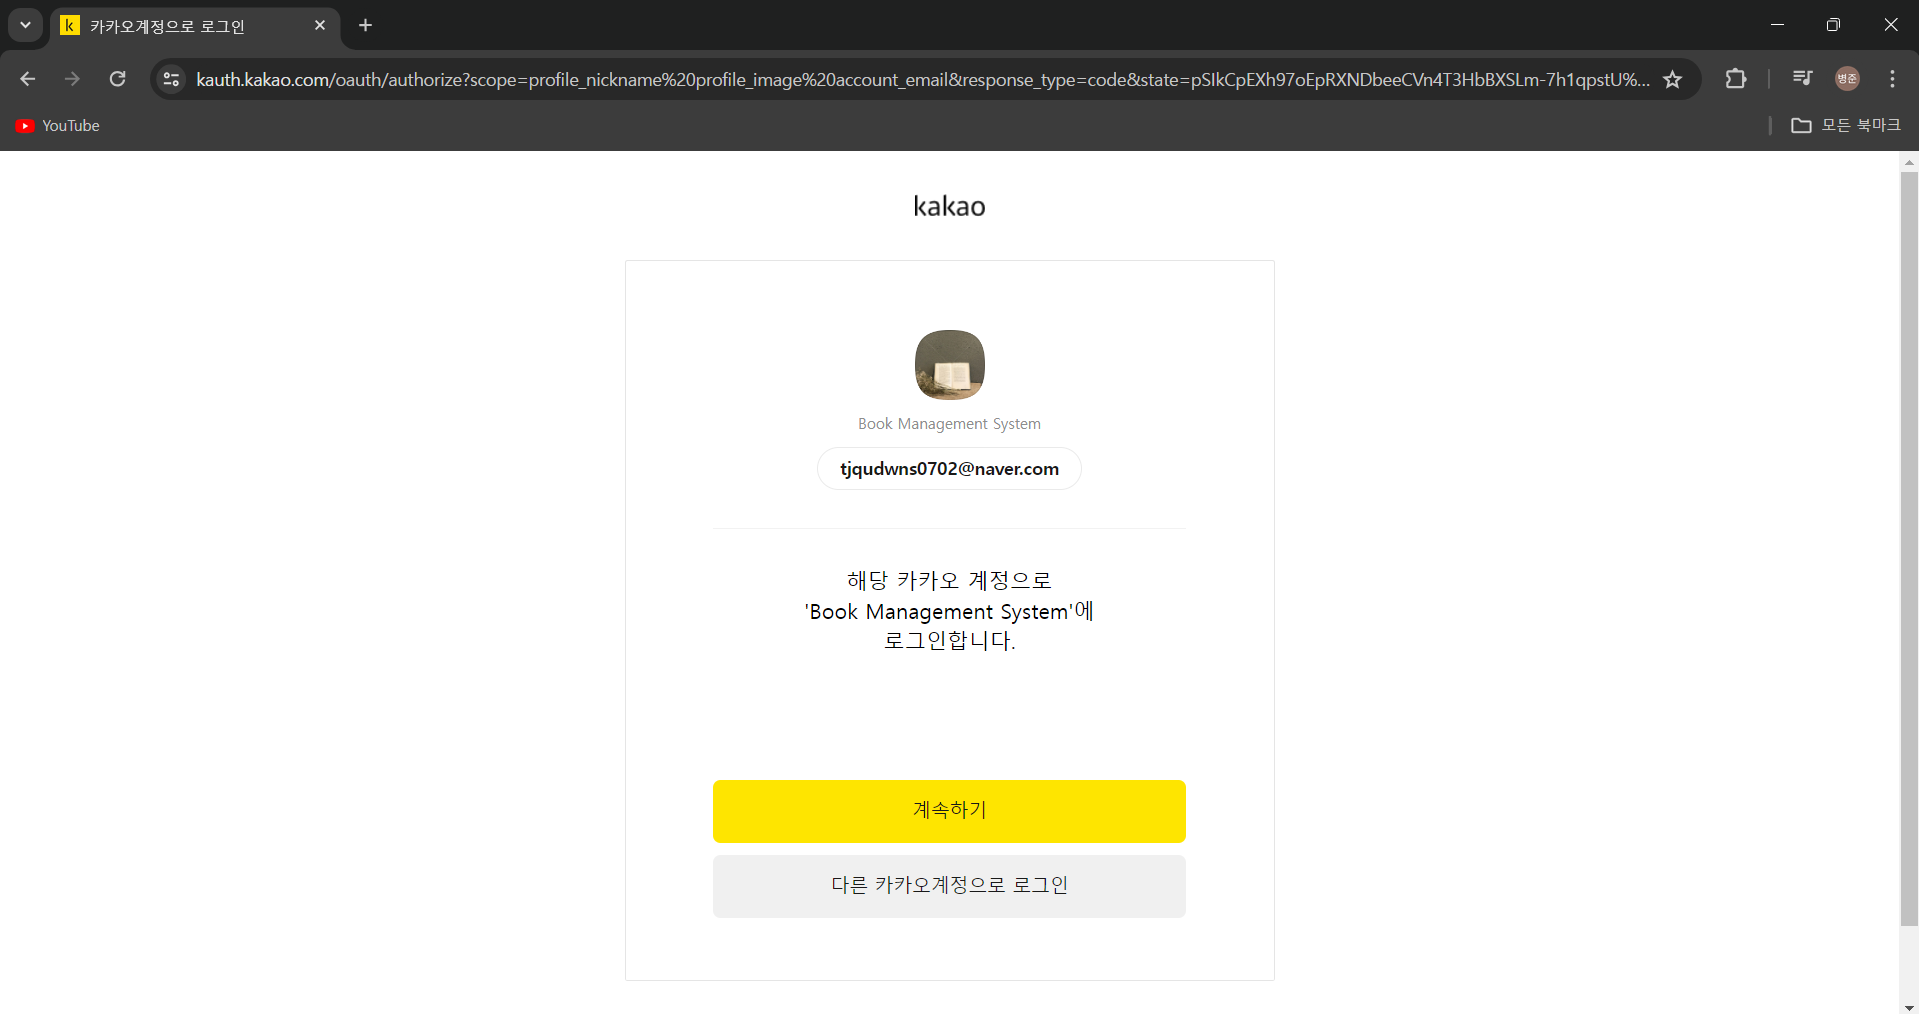 카카오계정으로 로그인
kauth.kakao.com/oauth/authorize?scope=profile_nickname%20profile_image%20account_email&response_type=code&state=pSIkCpEXh97oEpRXNDbeeCVn4T3HbBXSLm-7h1qpstU%...
병준
YouTube
모든 북마크
kakao
Book Management System
tjqudwns0702@naver.com
해당 카카오 계정으로
'Book Management System'에
로그인합니다.
계속하기
다른 카카오계정으로 로그인